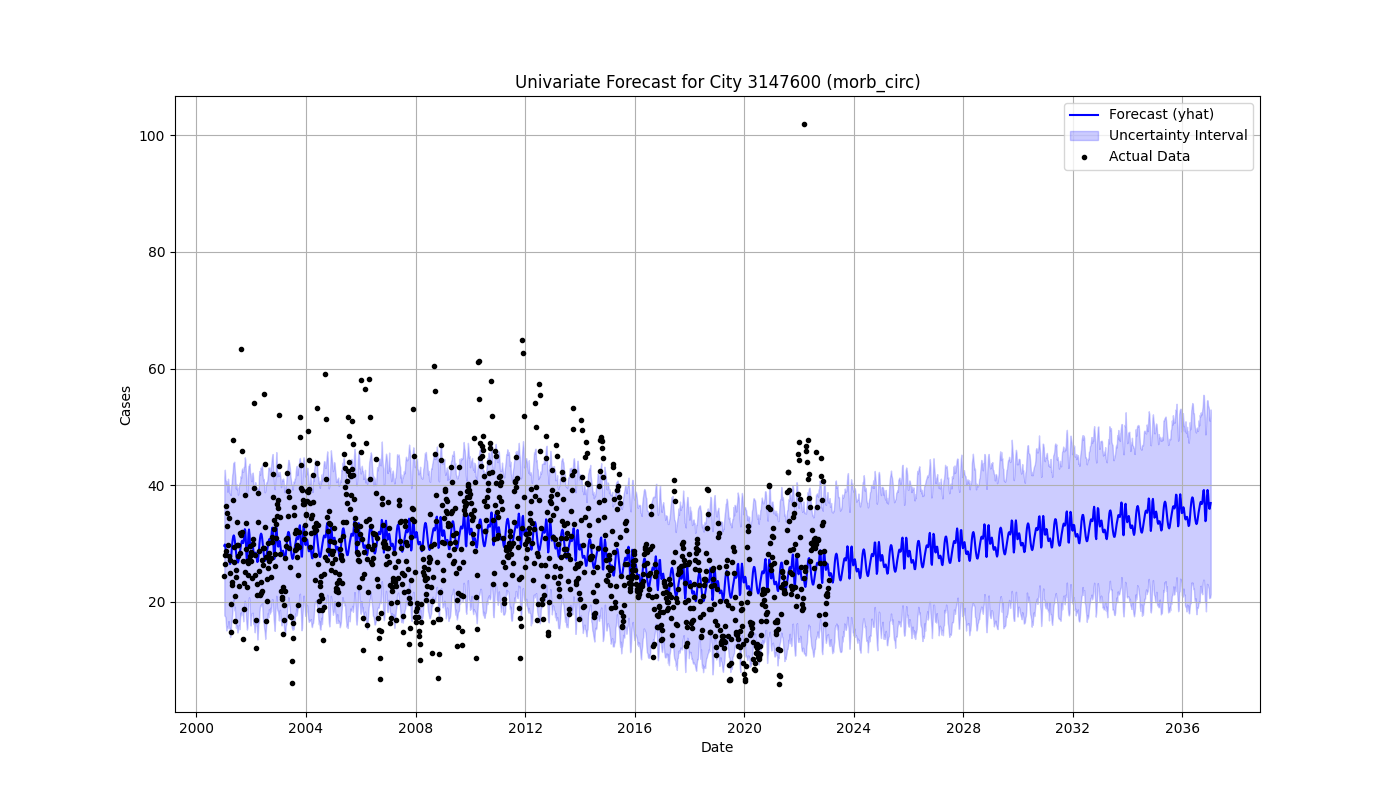 Univariate Forecast for City 3147600 (morb_circ)
Forecast (yhat)
Uncertainty Interval
Actual Data
100
80
60
40
20
Cases
2000 2004 2008 2012 2016 2020 2024 2028 2032 2036
Date